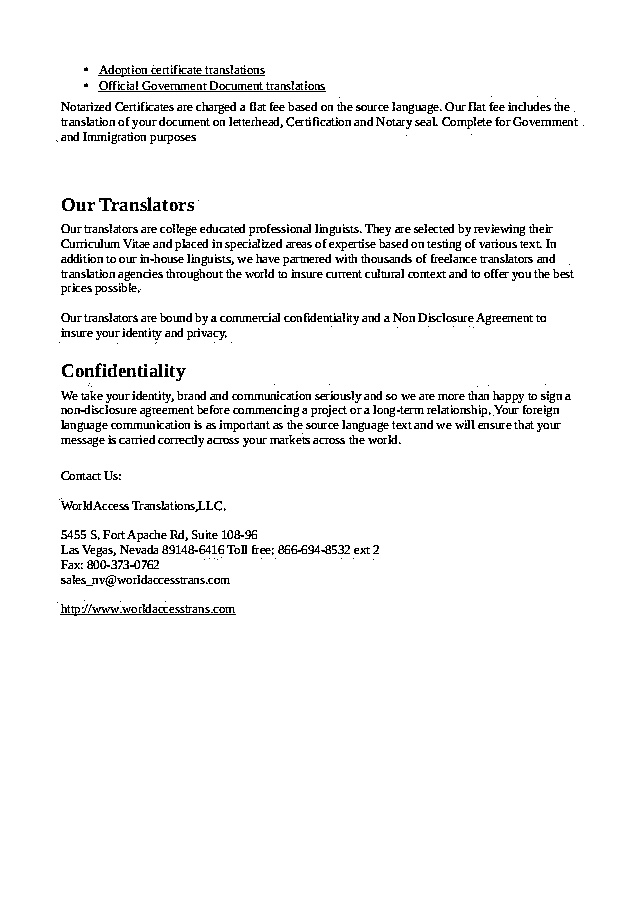 • Adoption certificate translations
• Official Government Document translations
Notarized Certificates are charged a flat fee based on the source language. Our flat fee includes the
translation of your document on letterhead, Certification and Notary seal. Complete for Government
and Immigration purposes
Our Translators
Our translators are college educated professional linguists. They are selected by reviewing their
Curriculum Vitae and placed in specialized areas of expertise based on testing of various text. In
addition to our in-house linguists, we have partnered with thousands of freelance translators and
translation agencies throughout the world to insure current cultural context and to offer you the best
prices possible.
Our translators are bound by a commercial confidentiality and a Non Disclosure Agreement to
insure your identity and privacy.
Confidentiality
We take your identity, brand and communication seriously and so we are more than happy to sign a
non-disclosure agreement before commencing a project or a long-term relationship. Your foreign
language communication is as important as the source language text and we will ensure that your
message is carried correctly across your markets across the world.
Contact Us:
WorldAccess Translations,LLC.
5455 S. Fort Apache Rd, Suite 108-96
Las Vegas, Nevada 89148-6416 Toll free: 866-694-8532 ext 2
Fax: 800-373-0762
sales_nv@worldaccesstrans.com
http://www.worldaccesstrans.com